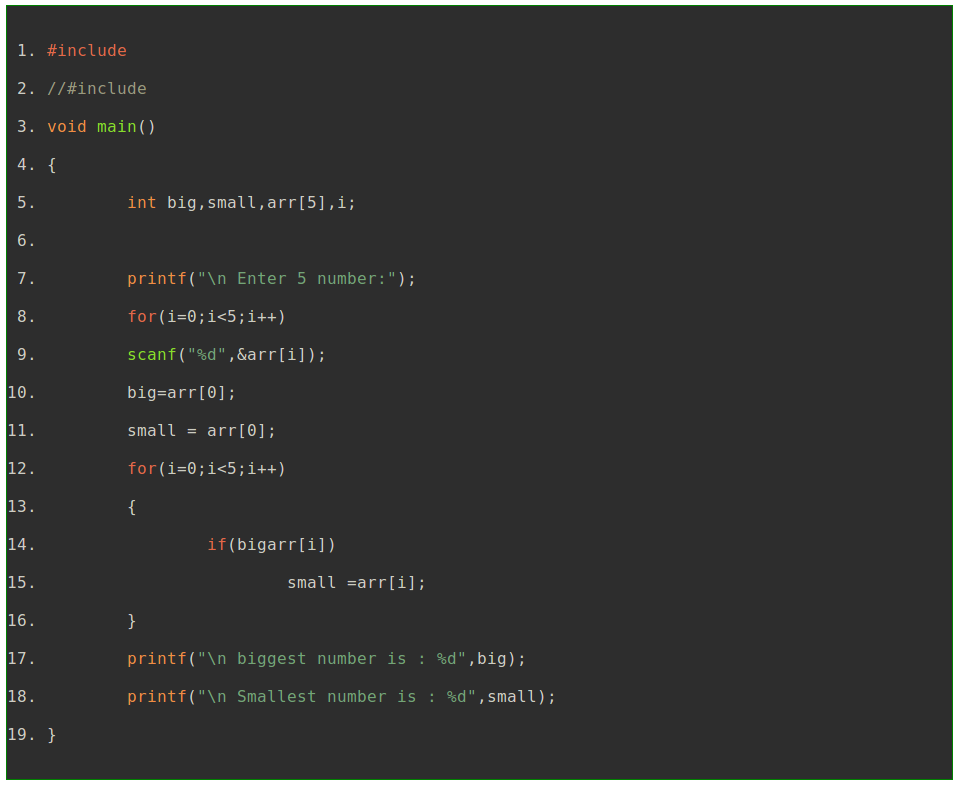 1. #include
2. //#include
3. void main()
4. {
5. int big,small,arr[5],i;
6.
7. printf("\n Enter 5 number:");
8. for(i=0;i<5;i++)
9. scanf("%d",&arr[i]);
10. big=arr[0];
11. small = arr[0];
12. for(i=0;i<5;i++)
13. {
14. if(bigarr[i])
15. small =arr[i];
16. }
17. printf("\n biggest number is : %d",big);
18. printf("\n Smallest number is : %d",small);
19. }